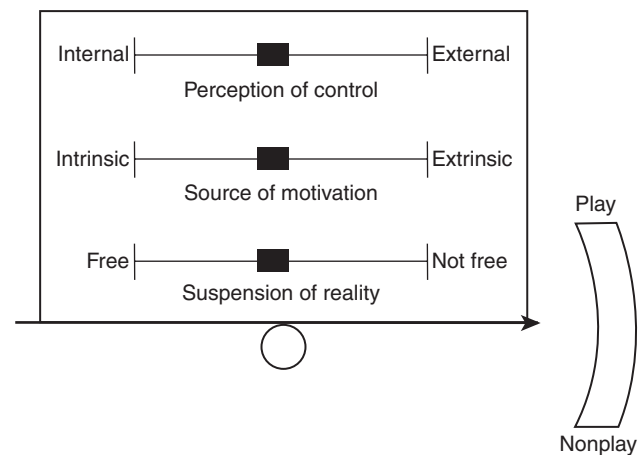 Internal External
Perception of control
Intrinsic Extrinsic
Source of motivation
Free Not free
Suspension of reality
Play
Nonplay